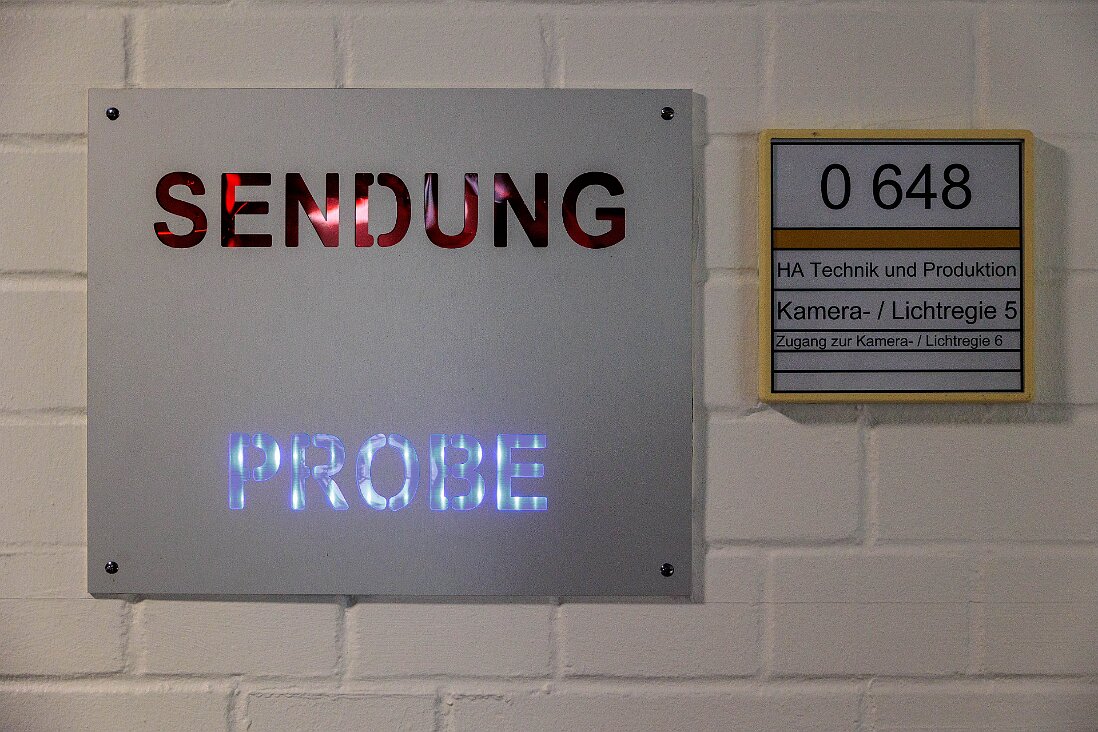 SENDUNG
PROBE
0 648
HA Technik und Produktion
Kamera- / Lichtregie 5
Zugang zur Kamera- / Lichtregie 6